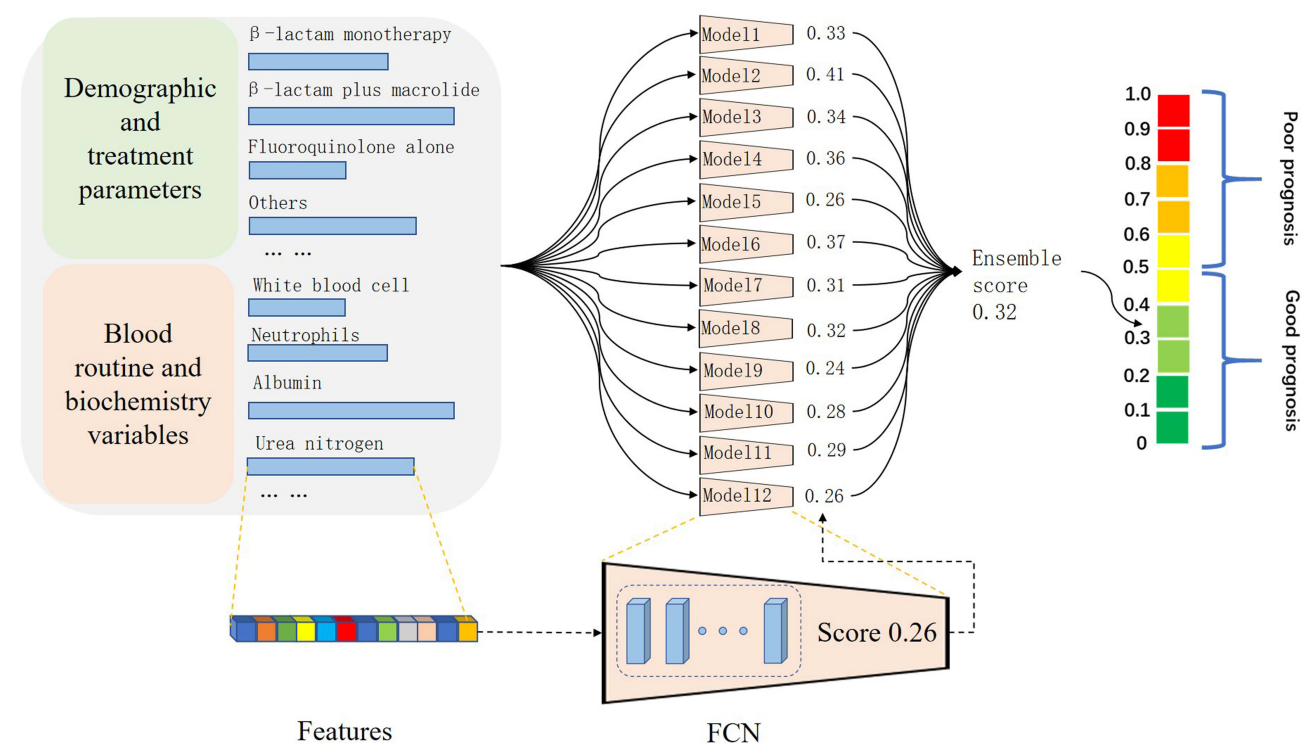 Demographic
and
treatment
parameters
Blood
routine and
biochemistry
variables
β-lactam monotherapy
β-lactam plus macrolide
Fluoroquinolone alone
Others
... ...
White blood cell
Neutrophils
Albumin
Urea nitrogen
... ...
Features
Model1 0.33
Model2 0.41
Model3 0.34
Model4 0.36
Model5 0.26
Model6 0.37
Model7 0.31
Model8 0.32
Model9 0.24
Model10 0.28
Model11 0.29
Model12 0.26
Score 0.26
FCN
Ensemble
score
0.32
1.0
0.9
0.8
0.7
0.6
0.5
0.4
0.3
0.2
0.1
0
Poor prognosis
Good prognosis